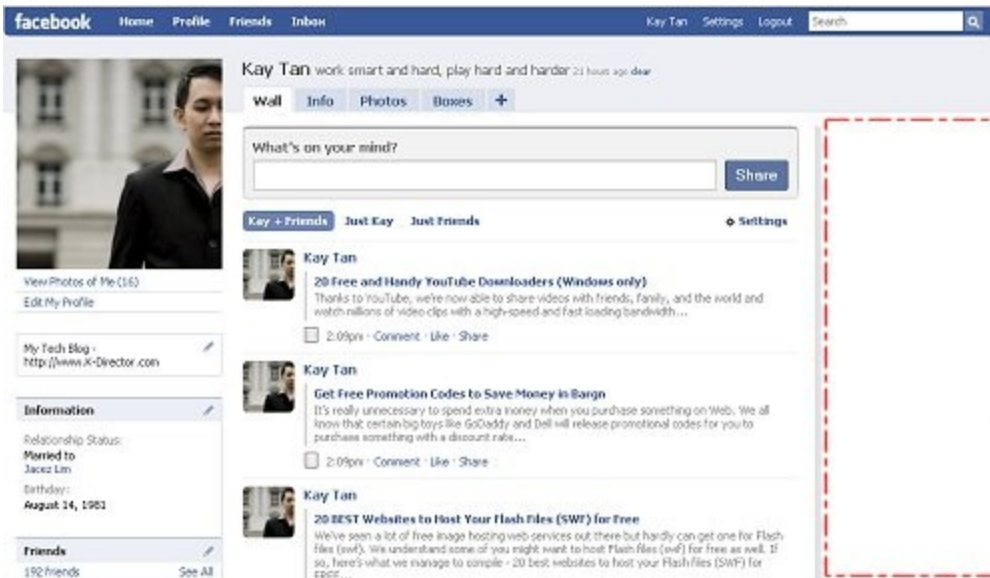 facebook Home Profile Friends Inbox Kay Tan Settings Logout Search
Kay Tan work smart and hard, play hard and harder 21 hours ago clear
Wall Info Photos Boxes +
What's on your mind?
Share
Kay + Friends Just Kay Just Friends Settings
View Photos of Me (16)
Edit My Profile
My Tech Blog -
http://www.K-Director.com
Information
Relationship Status:
Married to
Jacez Lim
Birthday:
August 14, 1981
Friends
192 friends See All
Kay Tan
20 Free and Handy YouTube Downloaders (Windows only)
Thanks to YouTube, we're now able to share videos with friends, family, and the world and
watch millions of video clips with a high-speed and fast loading bandwidth...
2:09pm · Comment · Like · Share
Kay Tan
Get Free Promotion Codes to Save Money in Bargn
It's really unnecessary to spend extra money when you purchase something on Web. We all
know that certain big toys like GoDaddy and Dell will release promotional codes for you to
purchase something with a discount rate...
2:09pm · Comment · Like · Share
Kay Tan
20 BEST Websites to Host Your Flash Files (SWF) for Free
We've seen a lot of free image hosting web services out there but hardly can get one for Flash
files (swf). We understand some of you might want to host Flash files (swf) for free as well. If
so, here's what we manage to compile - 20 best websites to host your Flash files (SWF) for
FREE...